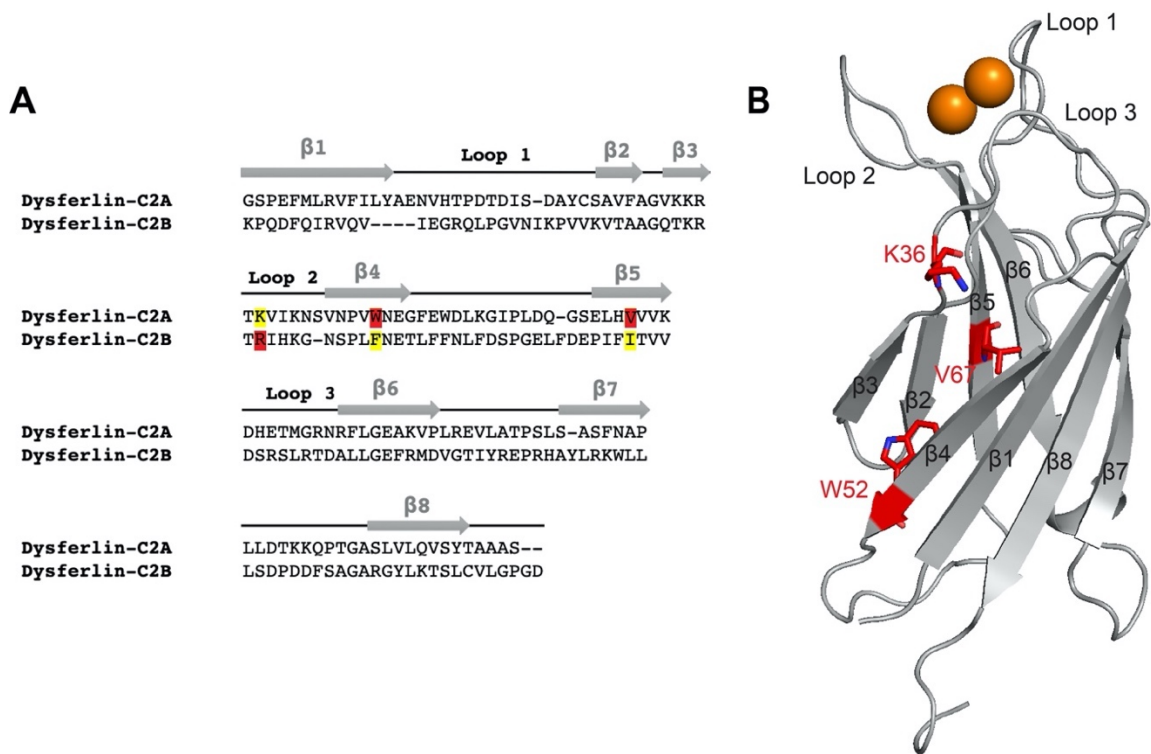 A
β1 Loop 1 β2 β3
Dysferlin-C2A GSPEFMLRVFILYAENVHTPDTDIS-DAYCSAVFAGVKKR
Dysferlin-C2B KPQDFQIRVQV----IEGRQLPGVNIKPVVKVTAAGQTKR
Loop 2 β4 β5
Dysferlin-C2A TKVIKNSVNPVWNEGFEWDLKGIPLDQ-GSELHVVVK
Dysferlin-C2B TRIHKG-NSPLFNETLFFNLFDSPGELFDEPIFITVV
Loop 3 β6 β7
Dysferlin-C2A DHETMGRNRFLGEAKVPLREVLATPSLS-ASFNAP
Dysferlin-C2B DSRSLRTDALLGEFRMDVGTIYREPRHAYLRKWLL
β8
Dysferlin-C2A LLDTKKQPTGASLVLQVSYTAAAS--
Dysferlin-C2B LSDPDDFSAGARGYLKTSLCVLGPGD
B
Loop 1
Loop 3
Loop 2
K36
β6
β5
V67
β3
β2
β4
β1
β8
β7
W52